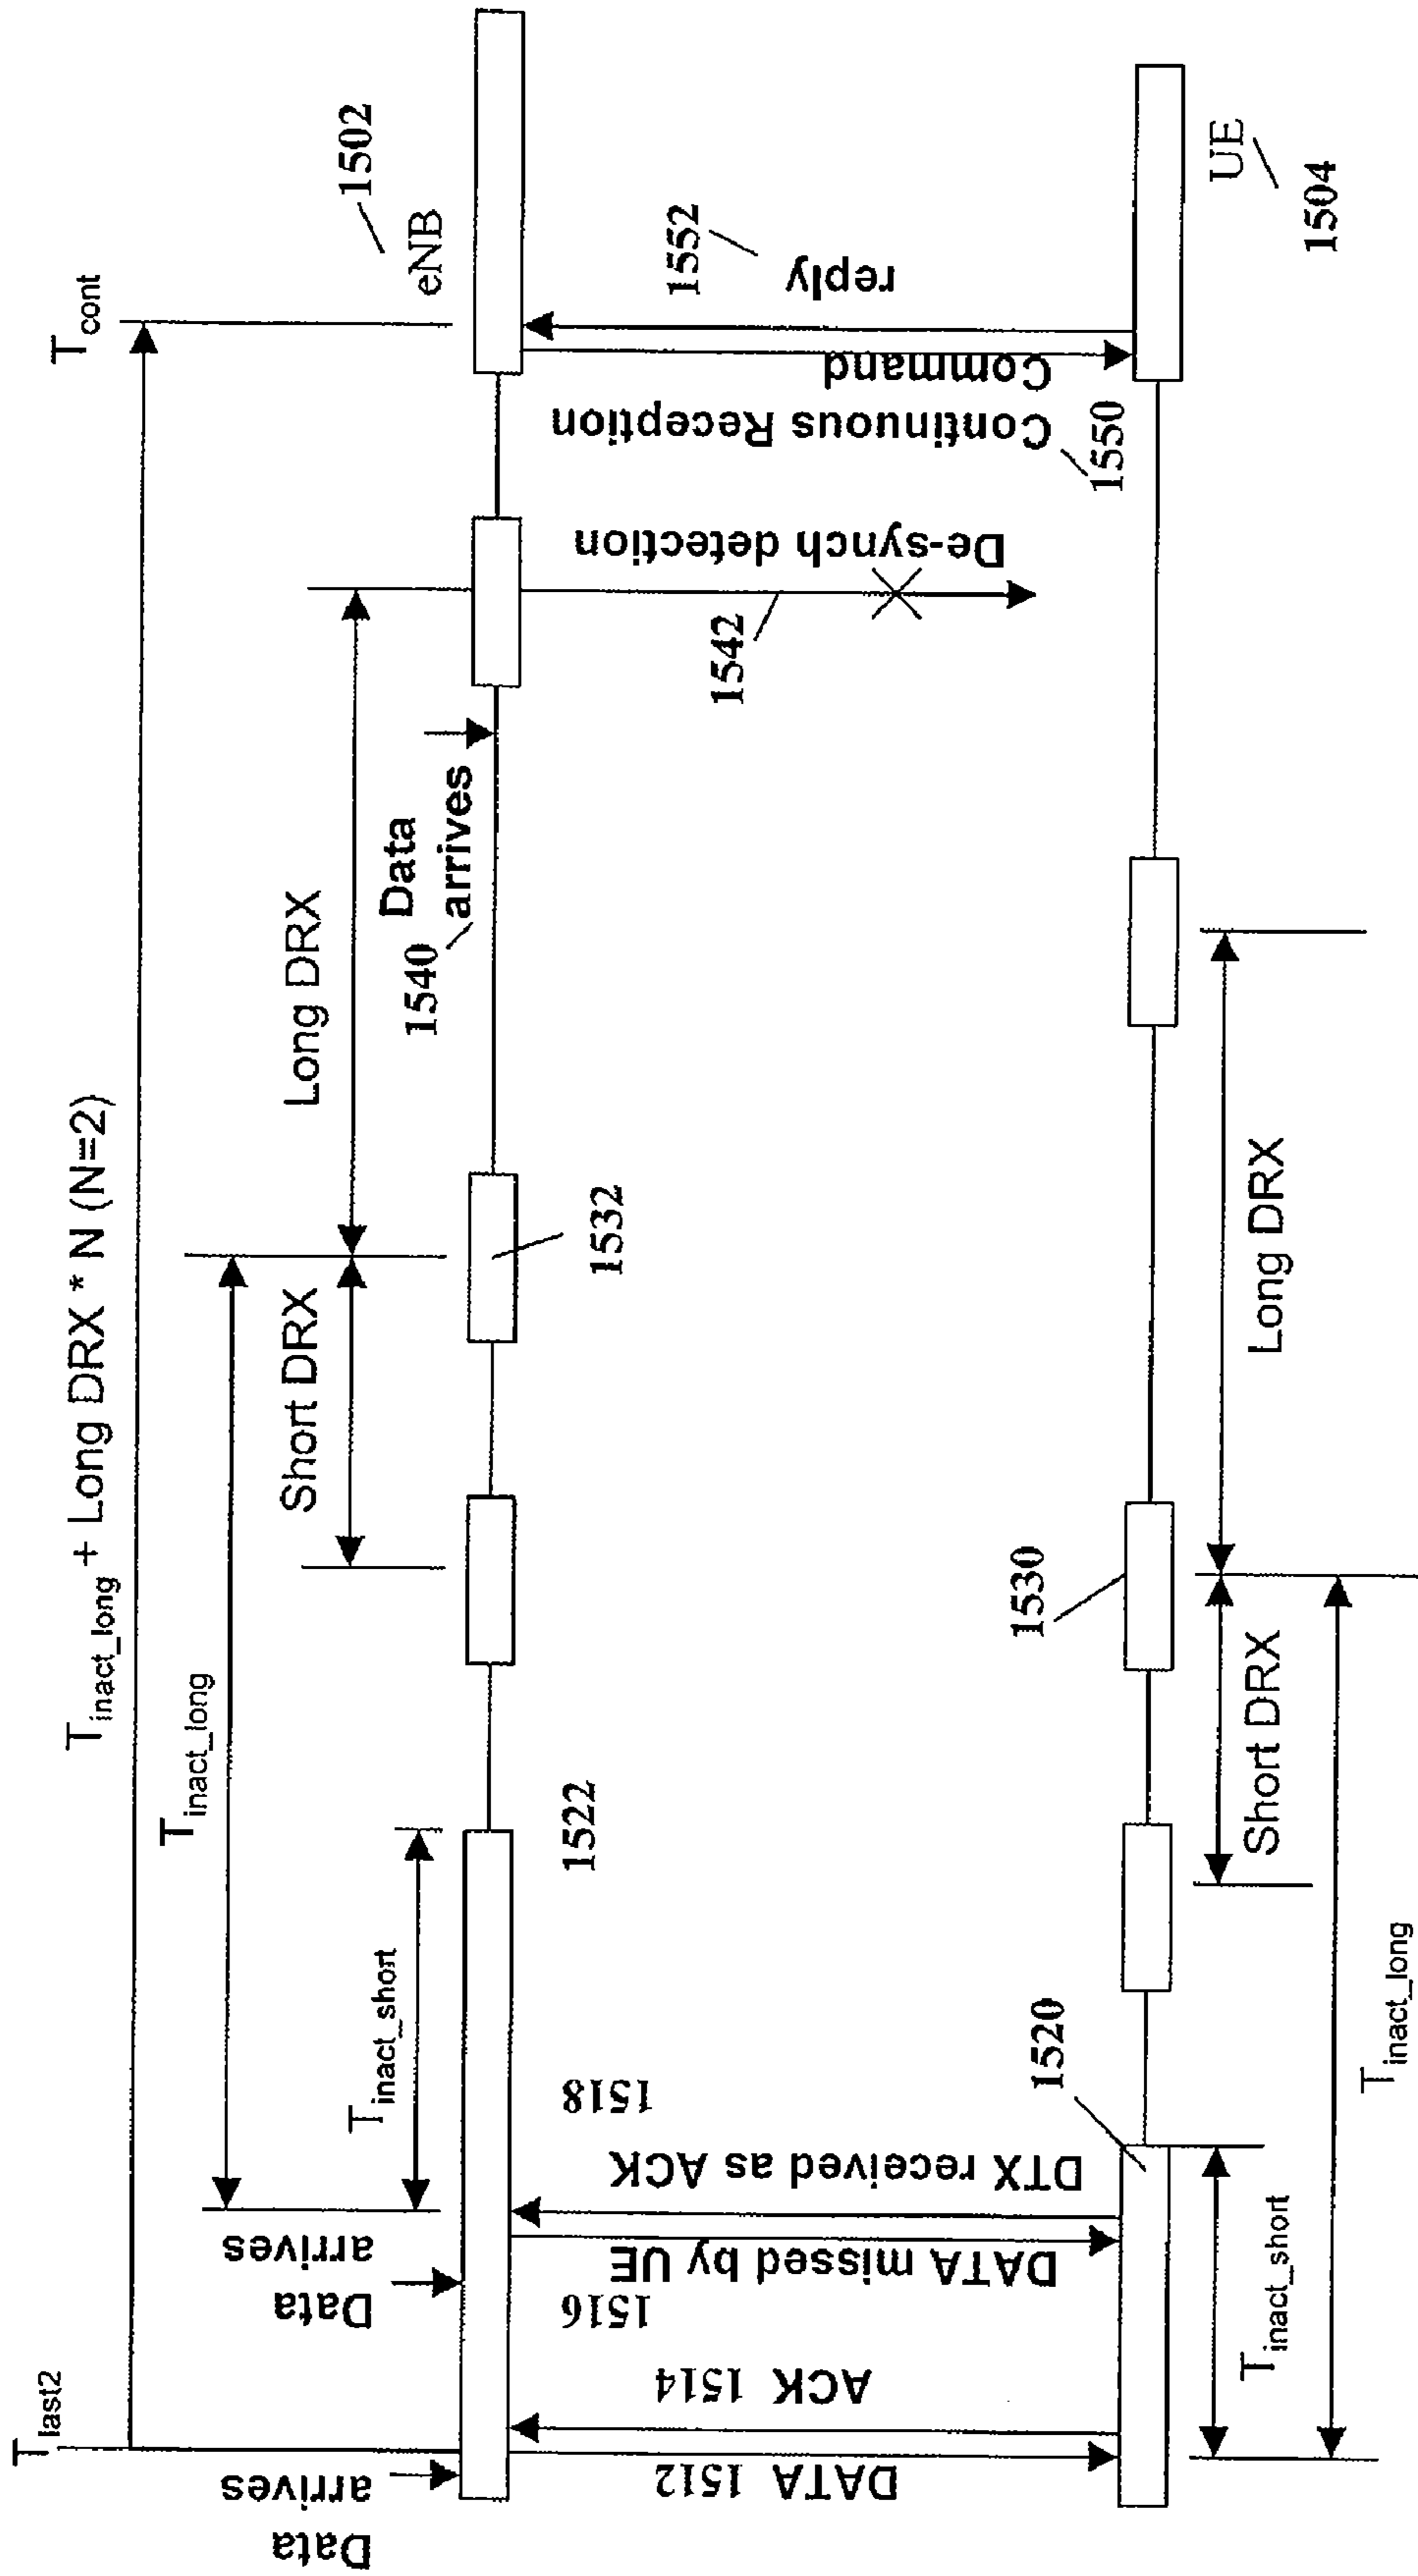 T_last2
T_inact_long + Long DRX * N (N=2)
T_cont
T_inact_long
Short DRX
Long DRX
T_inact_short
Data
arrives
Data
arrives
Data
arrives
1540
eNB
1502
1522
1532
DATA 1512
ACK 1514
1516
DATA missed by UE
DTX received as ACK
1518
1542
De-synch detection
Continuous Reception
Command
1550
reply
1552
1520
1530
UE
1504
T_inact_short
Short DRX
Long DRX
T_inact_long